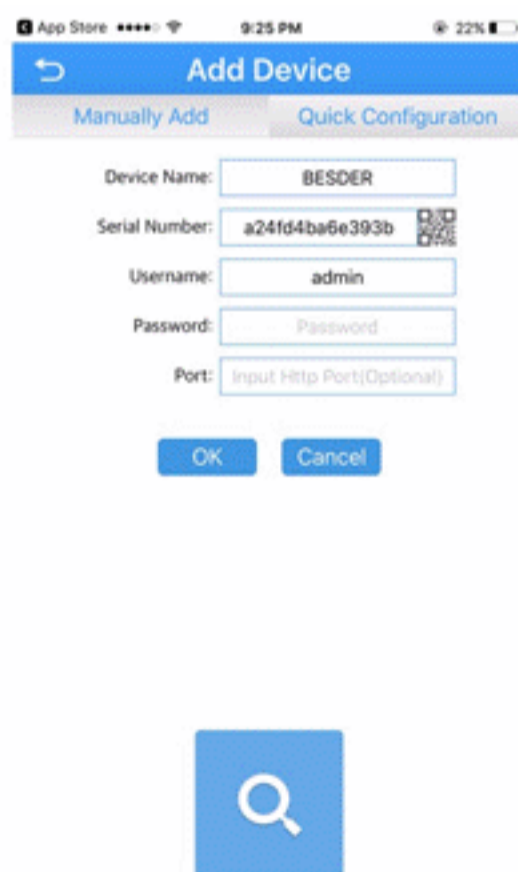 App Store 9:25 PM 22%
Add Device
Manually Add Quick Configuration
Device Name: BESDER
Serial Number: a24fd4ba6e393b
Username: admin
Password: Password
Port: Input Http Port(Optional)
OK Cancel